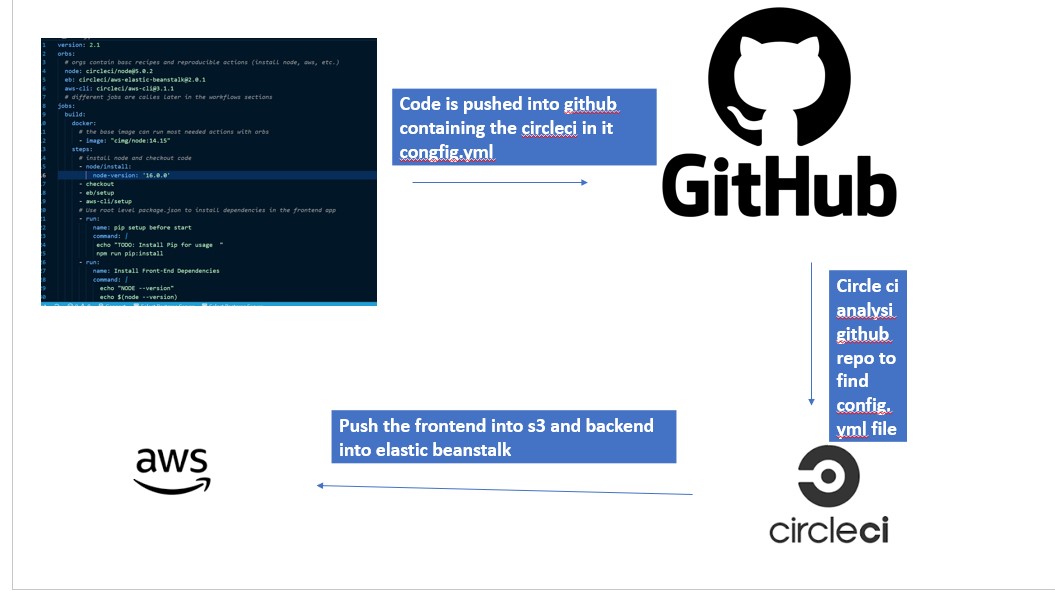 version: 2.1
orbs:
# orgs contain basc recipes and reproducible actions (install node, aws, etc.)
node: circleci/node@5.0.2
eb: circleci/aws-elastic-beanstalk@2.0.1
aws-cli: circleci/aws-cli@3.1.1
# different jobs are calles later in the workflows sections
jobs:
build:
docker:
# the base image can run most needed actions with orbs
- image: "cimg/node:14.15"
steps:
# install node and checkout code
- node/install:
node-version: '16.0.0'
- checkout
- eb/setup
- aws-cli/setup
# Use root level package.json to install dependencies in the frontend app
- run:
name: pip setup before start
command: |
echo "TODO: Install Pip for usage "
npm run pip:install
- run:
name: Install Front-End Dependencies
command: |
echo "NODE --version"
echo $(node --version)
Code is pushed into github
containing the circleci in it
congfig.yml
GitHub
Circle ci
analysi
github
repo to
find
config.
yml file
Push the frontend into s3 and backend
into elastic beanstalk
aws
circleci